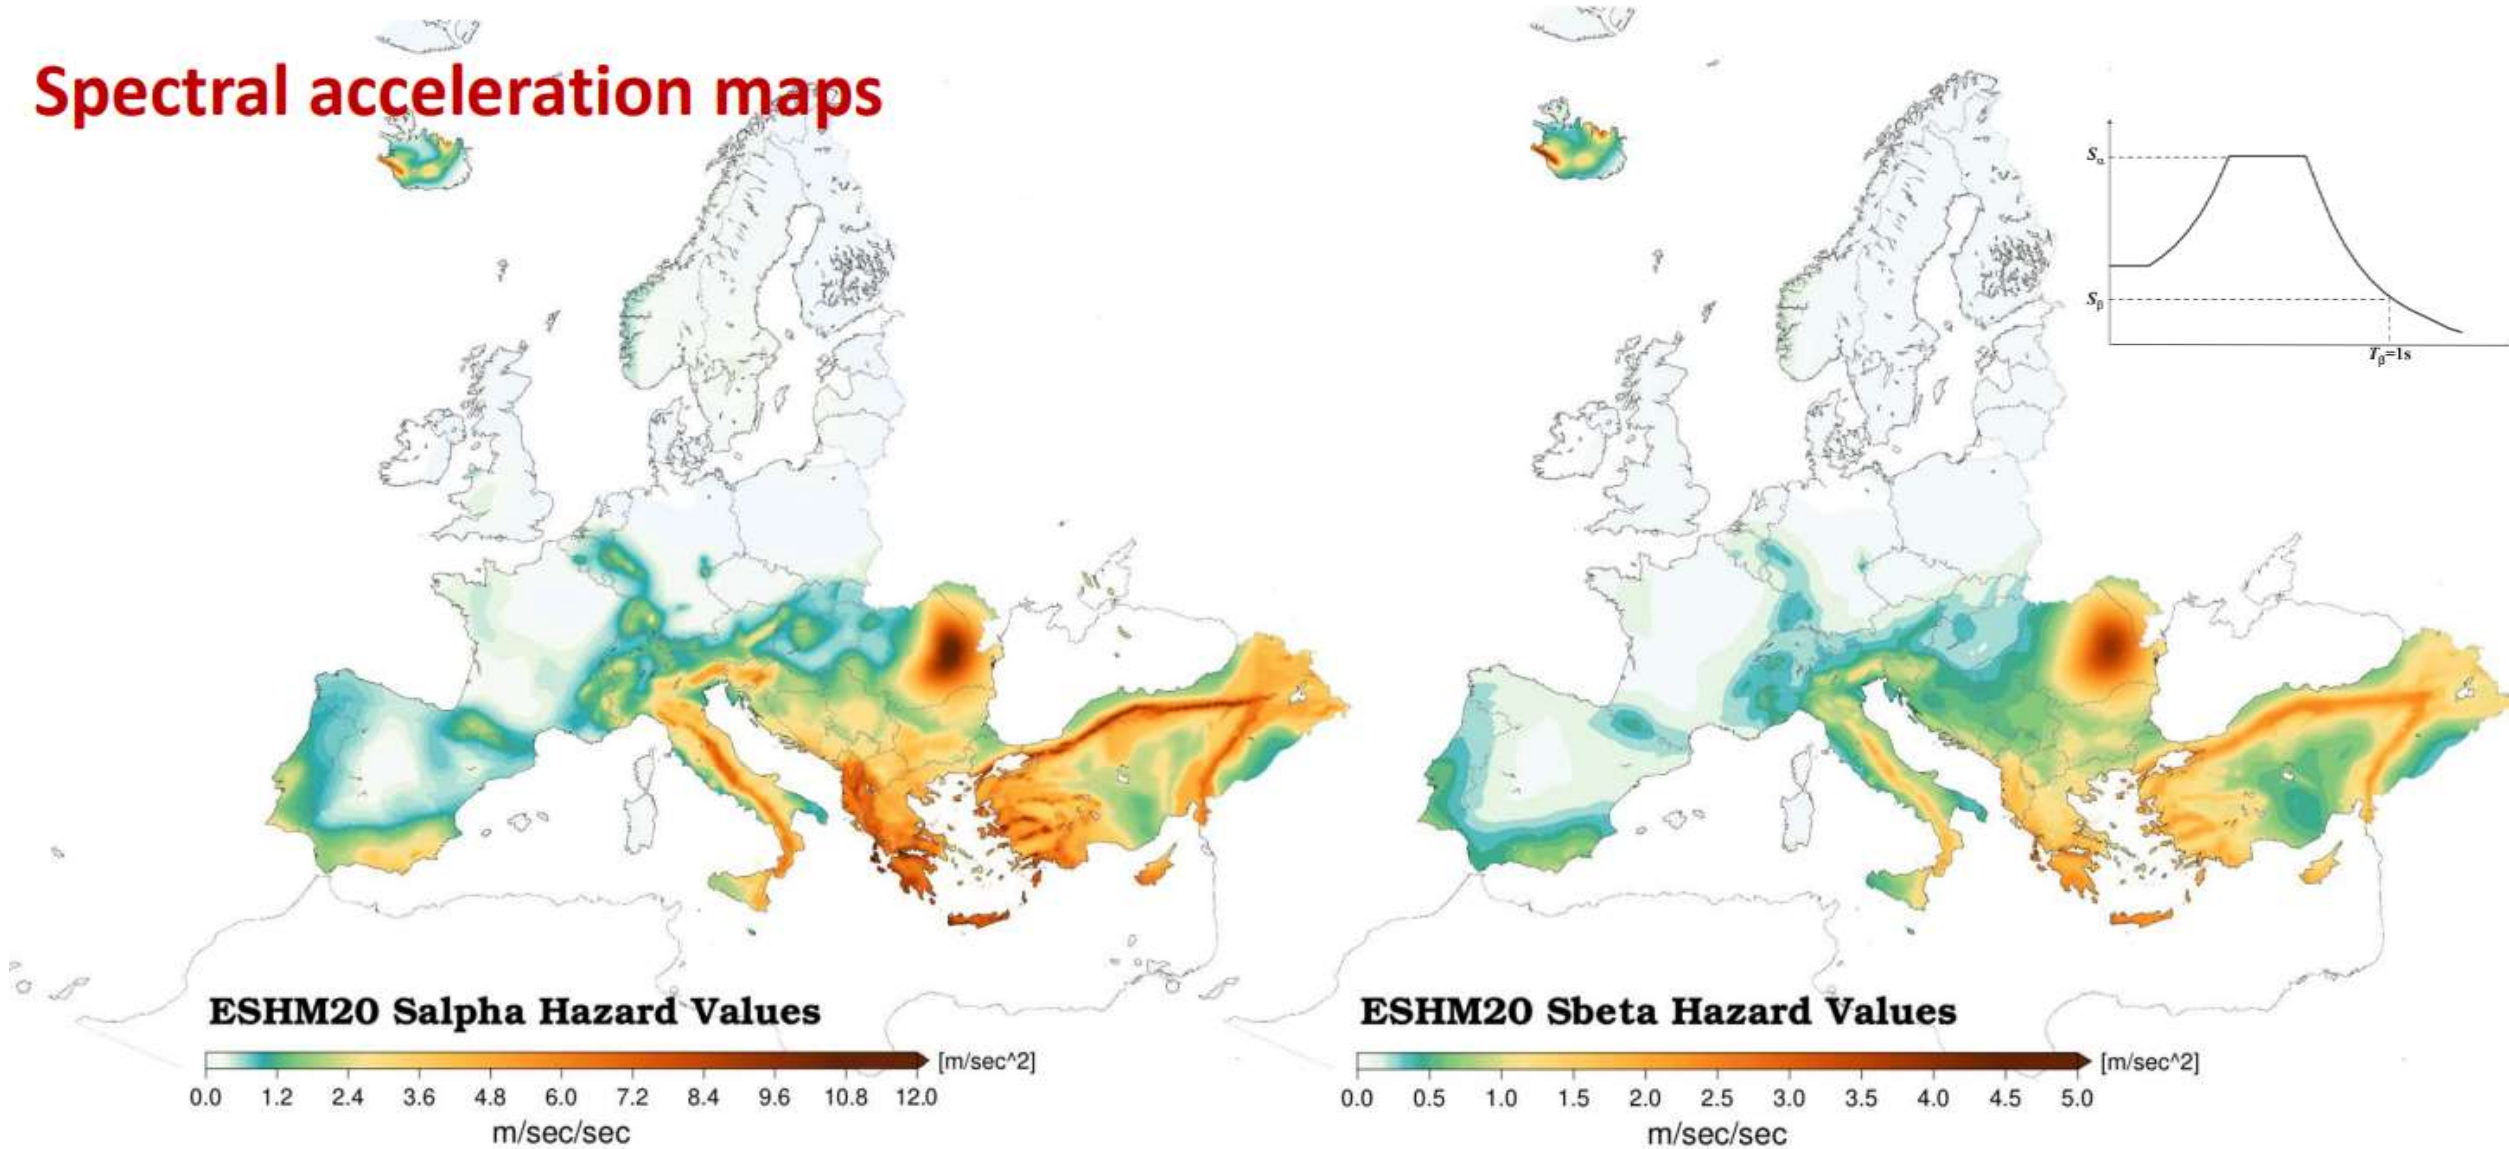 Spectral acceleration maps
Sα
Sβ
Tβ=1s
ESHM20 Salpha Hazard Values
[m/sec^2]
0.0 1.2 2.4 3.6 4.8 6.0 7.2 8.4 9.6 10.8 12.0
m/sec/sec
ESHM20 Sbeta Hazard Values
[m/sec^2]
0.0 0.5 1.0 1.5 2.0 2.5 3.0 3.5 4.0 4.5 5.0
m/sec/sec